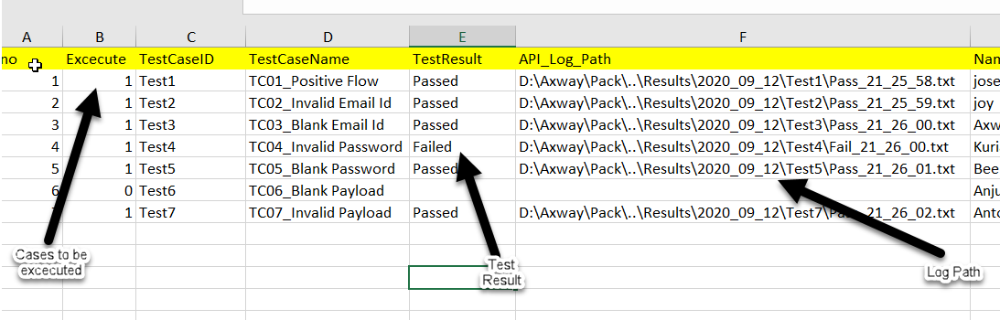 A B C D E F
no Excecute TestCaseID TestCaseName TestResult API_Log_Path Nam
1 1 Test1 TC01_Positive Flow Passed D:\Axway\Pack\..\Results\2020_09_12\Test1\Pass_21_25_58.txt jose
2 1 Test2 TC02_Invalid Email Id Passed D:\Axway\Pack\..\Results\2020_09_12\Test2\Pass_21_25_59.txt joy
3 1 Test3 TC03_Blank Email Id Passed D:\Axway\Pack\..\Results\2020_09_12\Test3\Pass_21_26_00.txt Axw
4 1 Test4 TC04_Invalid Password Failed D:\Axway\Pack\..\Results\2020_09_12\Test4\Fail_21_26_00.txt Kuri
5 1 Test5 TC05_Blank Password Passed D:\Axway\Pack\..\Results\2020_09_12\Test5\Pass_21_26_01.txt Bee
6 0 Test6 TC06_Blank Payload Anju
1 Test7 TC07_Invalid Payload Passed D:\Axway\Pack\..\Results\2020_09_12\Test7\Pass_21_26_02.txt Anto
Cases to be
excecuted
Test
Result
Log Path